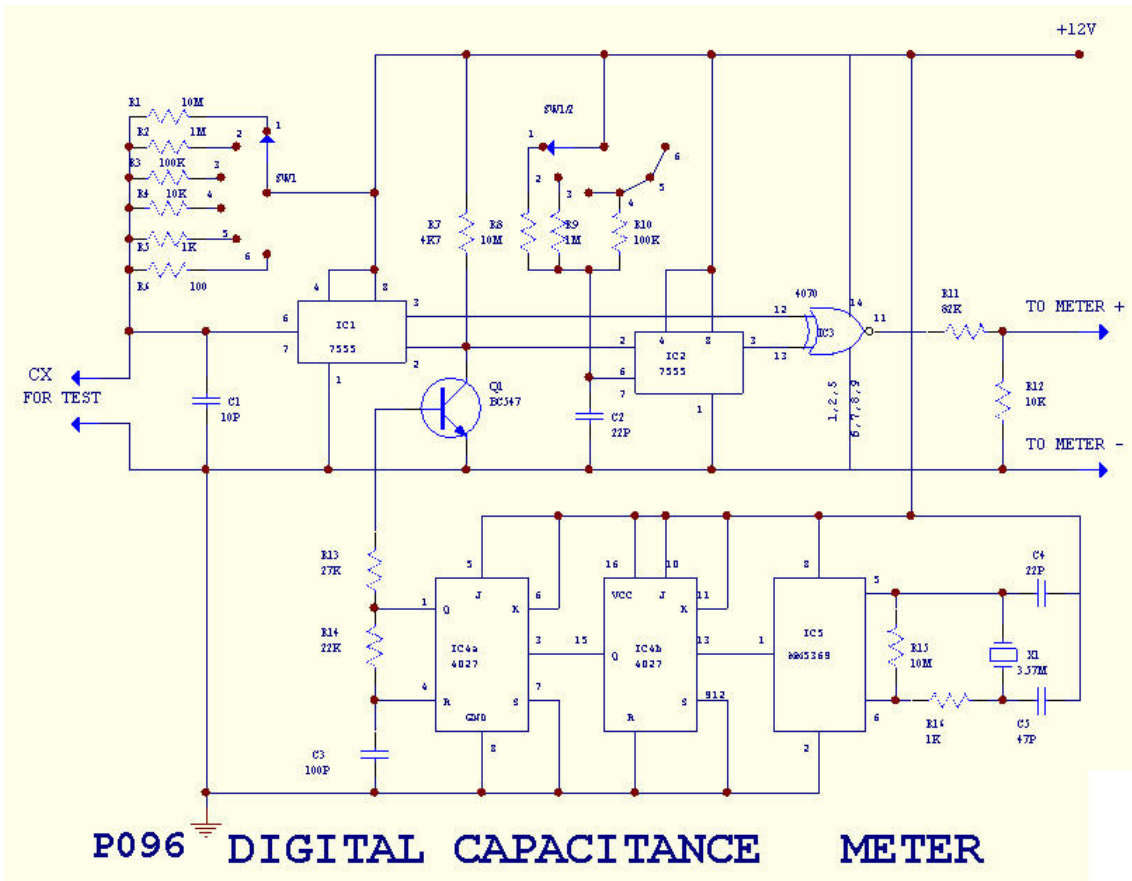 +12V
R1 10M
R2 1M
R3 100K
R4 10K
R5 1K
R6 100
1
2
3
4
5
6
SW1
SW1/2
1
2
3
4
5
6
R7
4K7
R8
10M
R9
1M
R10
100K
4
8
6
7
IC1
7555
3
2
1
2
6
7
4
8
IC2
7555
3
1
4070
12
13
IC3
14
11
1,2,5
6,7,8,9
R11
82K
TO METER +
R12
10K
TO METER -
CX
FOR TEST
C1
10P
Q1
BC547
C2
22P
R13
27K
R14
22K
C3
100P
5
J
6
K
1
Q
IC4a
4027
3
4
R
7
S
GND
8
16
VCC
10
J
11
K
15
Q
IC4b
4027
13
912
S
R
8
5
1
IC5
MM5369
6
2
R15
10M
R16
1K
X1
3.57M
C4
22P
C5
47P
P096 DIGITAL CAPACITANCE METER